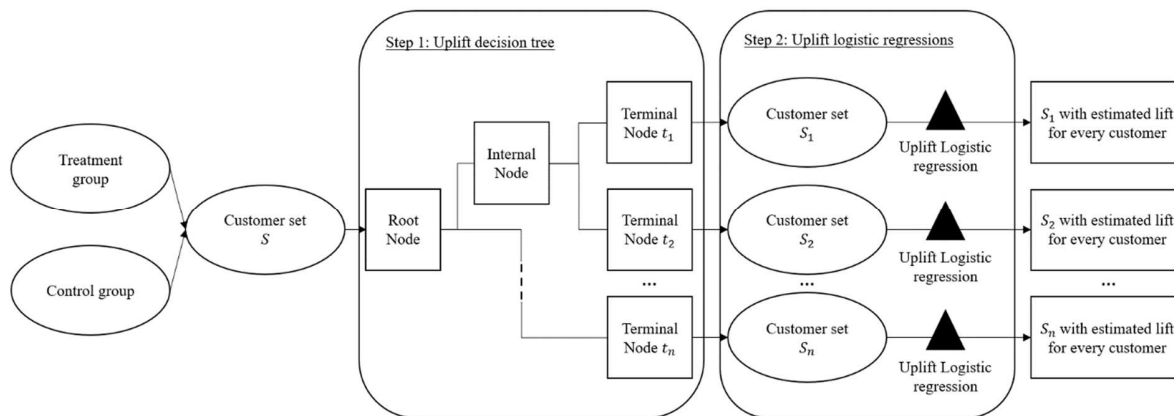 Step 1: Uplift decision tree
Step 2: Uplift logistic regressions
Treatment
group
Control group
Customer set
S
Root
Node
Internal
Node
Terminal
Node t₁
Customer set
S₁
Uplift Logistic
regression
S₁ with estimated lift
for every customer
Terminal
Node t₂
Customer set
S₂
Uplift Logistic
regression
S₂ with estimated lift
for every customer
...
...
...
Terminal
Node tₙ
Customer set
Sₙ
Uplift Logistic
regression
Sₙ with estimated lift
for every customer